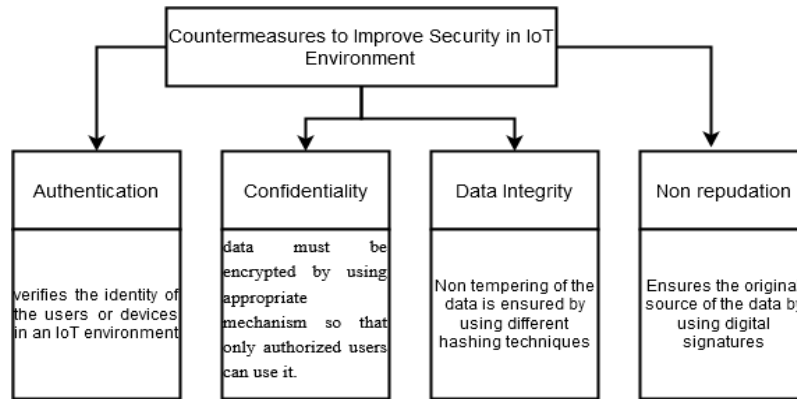 Countermeasures to Improve Security in IoT
Environment
Authentication
Confidentiality
Data Integrity
Non repudation
verifies the identity of
the users or devices
in an IoT environment
data must be
encrypted by using
appropriate
mechanism so that
only authorized users
can use it.
Non tempering of the
data is ensured by
using different
hashing techniques
Ensures the original
source of the data by
using digital
signatures